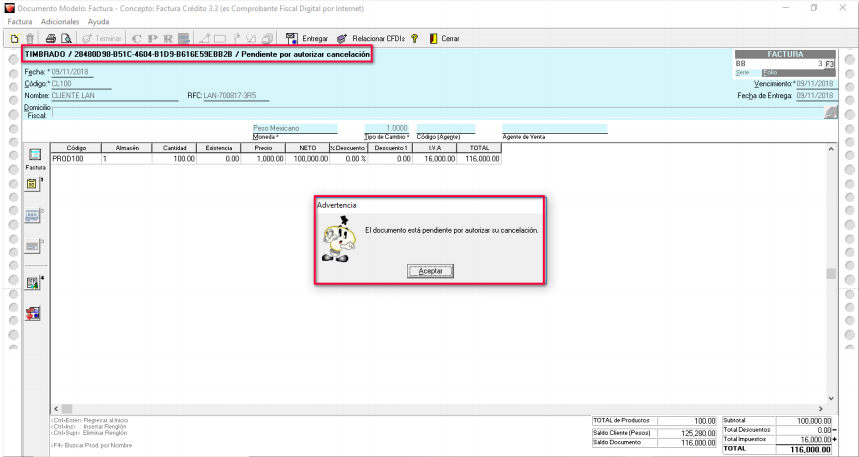 Documento Modelo: Factura - Concepto: Factura Crédito 3.3 (es Comprobante Fiscal Digital por Internet)
Factura Adicionales Ayuda
Terminar C P R Entregar Relacionar CFDIs ? Cerrar
TIMBRADO / 28480D98-B51C-4604-B1D9-B616E59EBB2B / Pendiente por autorizar cancelación
FACTURA
BB 3 F3
Serie Folio
Fecha: * 09/11/2018
Código: * CL100 Vencimiento:* 09/11/2018
Nombre: CLIENTE LAN RFC: LAN-700817-3R5 Fecha de Entrega: 09/11/2018
Domicilio
Fiscal:
Peso Mexicano 1.0000
Moneda * Tipo de Cambio * Código (Agente) Agente de Venta
Código Almacén Cantidad Existencia Precio NETO %Descuento 1 Descuento 1 I.V.A TOTAL
PROD100 1 100.00 0.00 1,000.00 100,000.00 0.00 % 0.00 16,000.00 116,000.00
Factura
1
2
3
4
Advertencia
El documento está pendiente por autorizar su cancelación.
Aceptar
<Ctrl+Enter> Regresar al Inicio
<Ctrl+Ins> Insertar Renglón
<Ctrl+Supr> Eliminar Renglón
<F4> Buscar Prod. por Nombre
TOTAL de Productos 100.00
Saldo Cliente (Pesos) 125,280.00
Saldo Documento 116,000.00
Subtotal 100,000.00
Total Descuentos 0.00 -
Total Impuestos 16,000.00 +
TOTAL 116,000.00